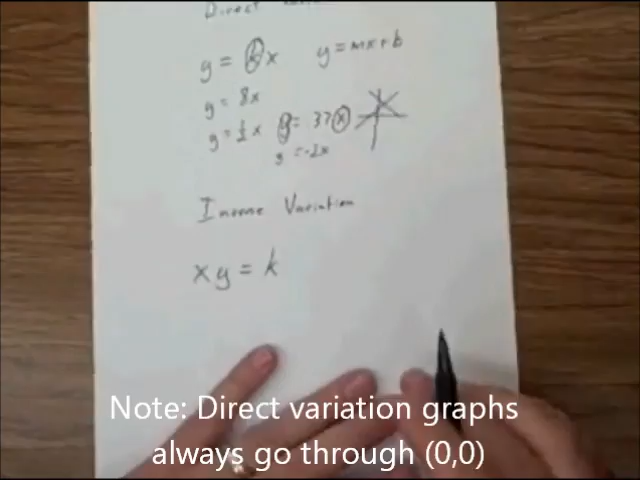 Direct
y = kx
y = mx+b
y = 8x
y = ½x
y = 37x
y = -2x
Inverse Variation
xy = k
Note: Direct variation graphs
always go through (0,0)